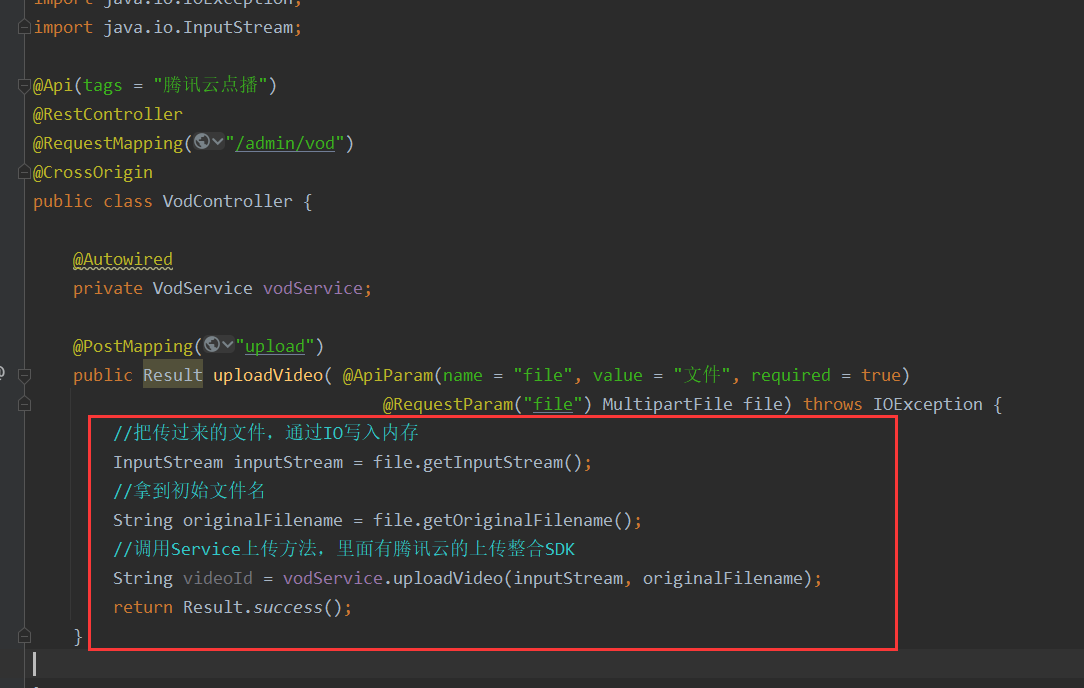 import java.io.IOException;
import java.io.InputStream;
@Api(tags = "腾讯云点播")
@RestController
@RequestMapping("/admin/vod")
@CrossOrigin
public class VodController {
@Autowired
private VodService vodService;
@PostMapping("upload")
public Result uploadVideo( @ApiParam(name = "file", value = "文件", required = true)
@RequestParam("file") MultipartFile file) throws IOException {
//把传过来的文件，通过IO写入内存
InputStream inputStream = file.getInputStream();
//拿到初始文件名
String originalFilename = file.getOriginalFilename();
//调用Service上传方法，里面有腾讯云的上传整合SDK
String videoId = vodService.uploadVideo(inputStream, originalFilename);
return Result.success();
}